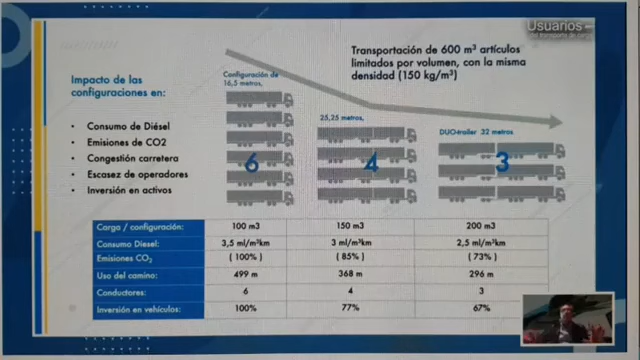 Usuarios
del transporte de carga
Transportación de 600 m³ artículos
limitados por volumen, con la misma
densidad (150 kg/m³)
Impacto de las
configuraciones en:
• Consumo de Diésel
• Emisiones de CO2
• Congestión carretera
• Escasez de operadores
• Inversión en activos
Configuración de
16,5 metros,
6
25,25 metros,
4
DUO-trailer 32 metros
3
Carga / configuración: 100 m3 150 m3 200 m3
Consumo Diesel: 3,5 ml/m³km 3 ml/m³km 2,5 ml/m³km
Emisiones CO₂ ( 100%) (85%) ( 73%)
Uso del camino: 499 m 368 m 296 m
Conductores: 6 4 3
Inversión en vehículos: 100% 77% 67%